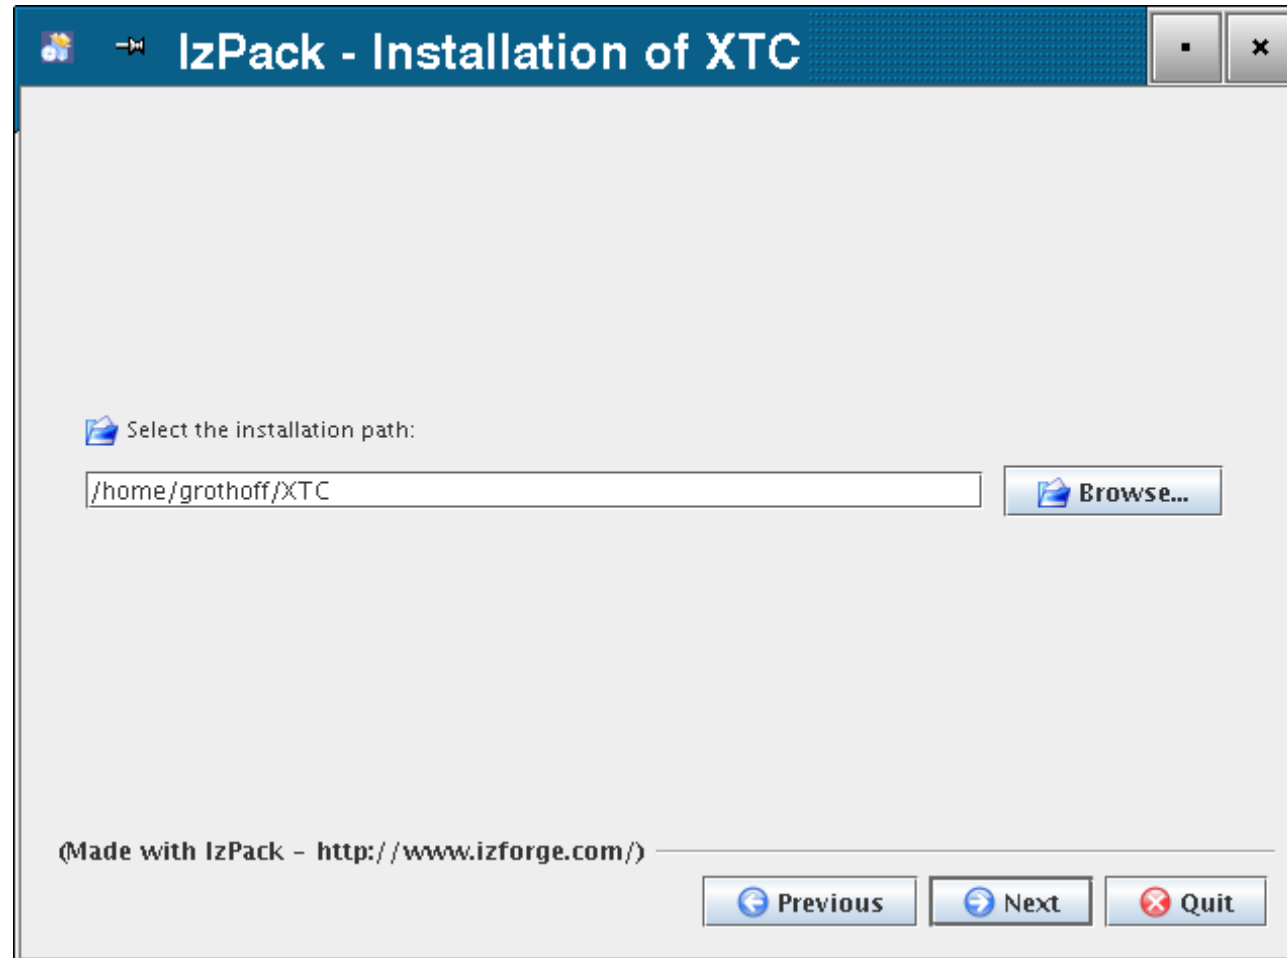 IzPack - Installation of XTC
Select the installation path:
/home/grothoff/XTC
Browse...
(Made with IzPack - http://www.izforge.com/)
Previous
Next
Quit